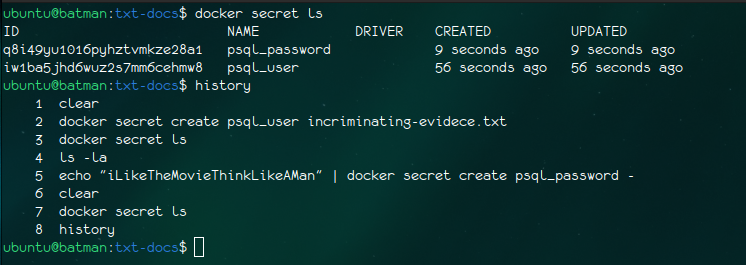 ubuntu@batman:txt-docs$ docker secret ls
ID NAME DRIVER CREATED UPDATED
q8i49yu1016pyhztvmkze28a1 psql_password 9 seconds ago 9 seconds ago
iw1ba5jhd6wuz2s7mm6cehmw8 psql_user 56 seconds ago 56 seconds ago
ubuntu@batman:txt-docs$ history
1 clear
2 docker secret create psql_user incriminating-evidece.txt
3 docker secret ls
4 ls -la
5 echo "iLikeTheMovieThinkLikeAMan" | docker secret create psql_password -
6 clear
7 docker secret ls
8 history
ubuntu@batman:txt-docs$